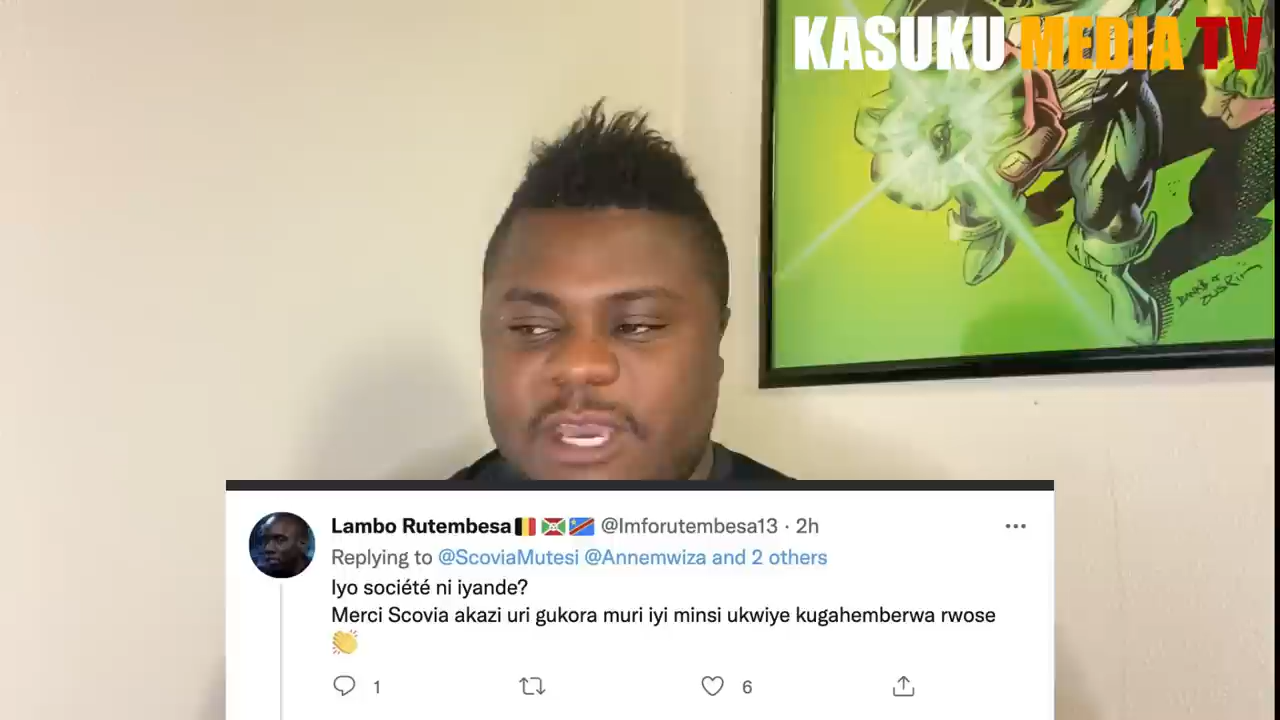 KASUKU MEDIA TV
Lambo Rutembesa🇧🇪🇧🇮🇨🇩 @Imforutembesa13 · 2h
Replying to @ScoviaMutesi @Annemwiza and 2 others
Iyo société ni iyande?
Merci Scovia akazi uri gukora muri iyi minsi ukwiye kugahemberwa rwose
👏
1
6